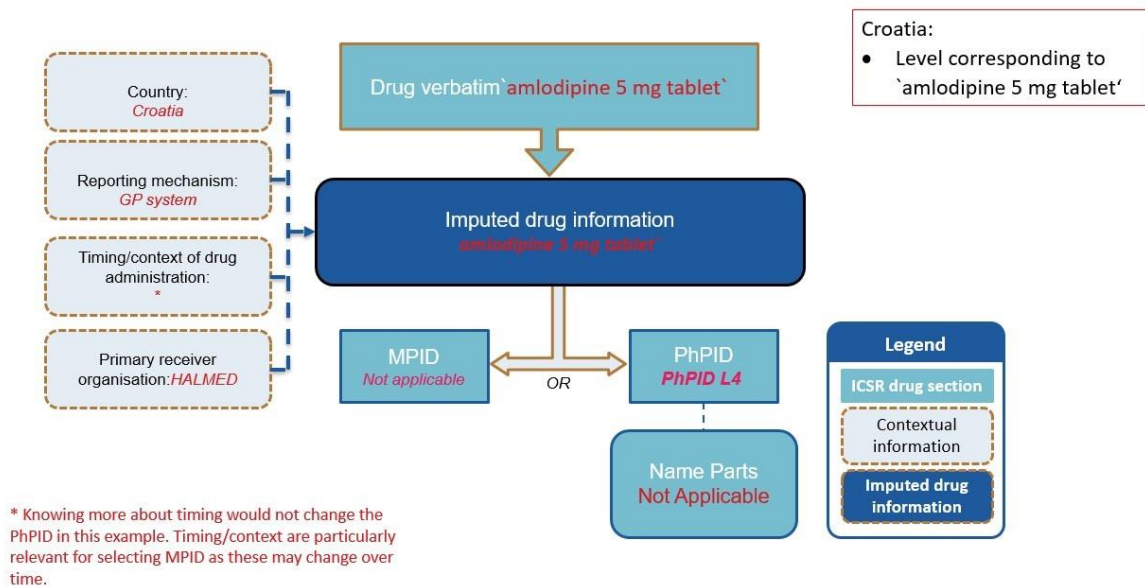 Country:
Croatia
Reporting mechanism:
GP system
Timing/context of drug
administration:
*
Primary receiver
organisation:HALMED
Drug verbatim`amlodipine 5 mg tablet`
Imputed drug information
amlodipine 5 mg tablet`
MPID
Not applicable
OR
PhPID
PhPID L4
Name Parts
Not Applicable
Croatia:
• Level corresponding to
`amlodipine 5 mg tablet‘
Legend
ICSR drug section
Contextual
information
Imputed drug
information
* Knowing more about timing would not change the
PhPID in this example. Timing/context are particularly
relevant for selecting MPID as these may change over
time.